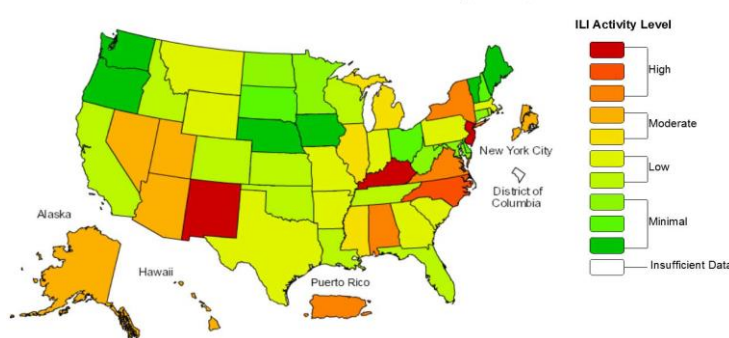 ILI Activity Level
High
Moderate
Low
Minimal
Insufficient Data
New York City
District of
Columbia
Alaska
Hawaii
Puerto Rico